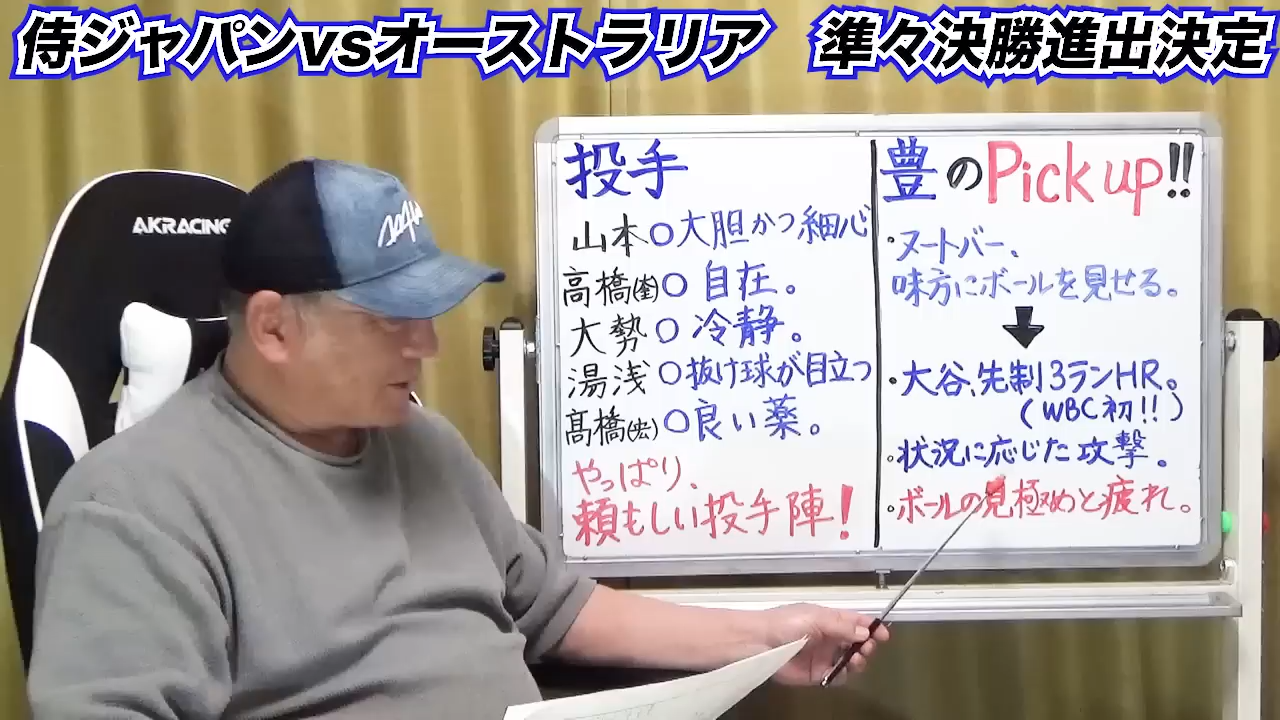 侍ジャパンvsオーストラリア 準々決勝進出決定
AKRACING
投手
山本○大胆かつ細心
高橋(奎)○ 自在。
大勢○ 冷静。
湯浅○抜け球が目立つ
髙橋(宏)○良い薬。
やっぱり、
頼もしい投手陣!
豊のPick up!!
・ヌートバー、
味方にボールを見せる。
・大谷、先制3ランHR。
(WBC初!!)
。状況に応じた攻撃。
。ボールの見極めと疲れ。